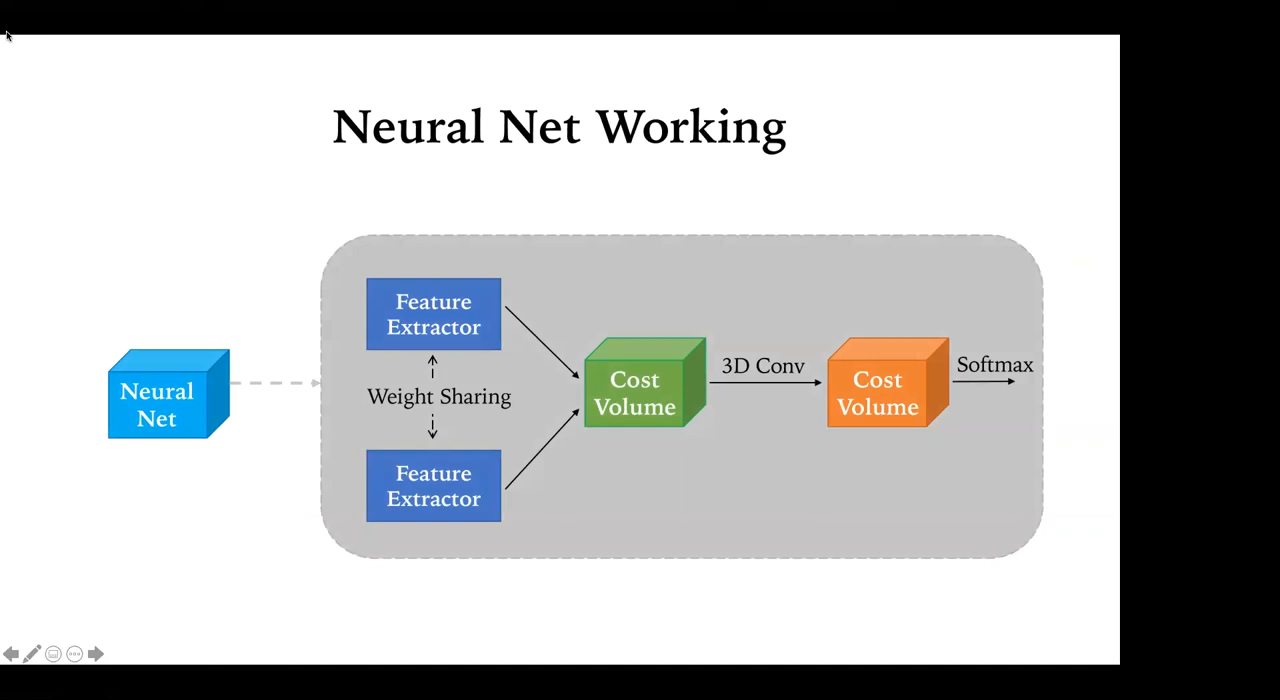 Neural Net Working
Neural
Net
Feature
Extractor
Weight Sharing
Feature
Extractor
Cost
Volume
3D Conv
Cost
Volume
Softmax